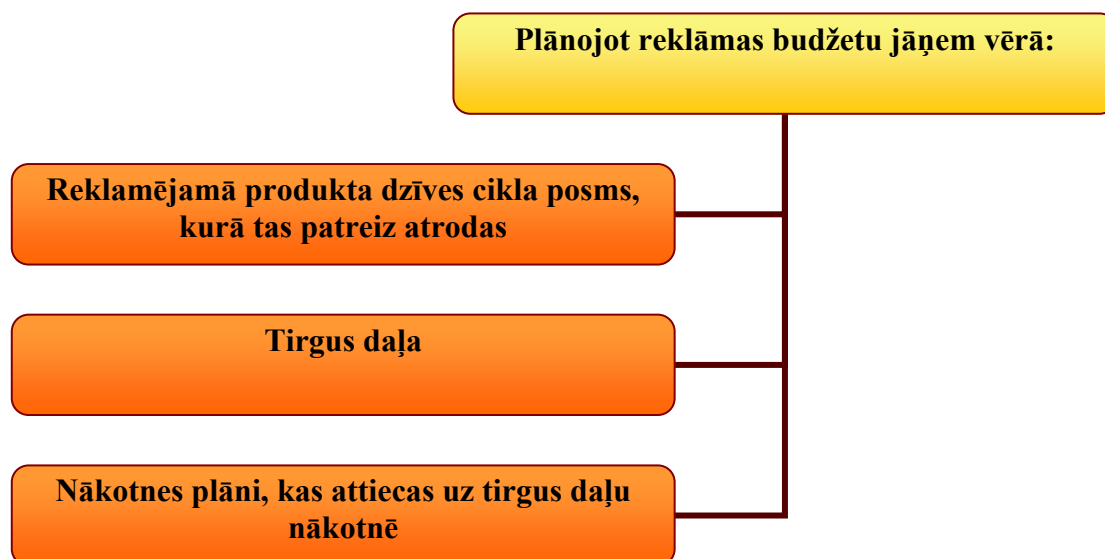 Plānojot reklāmas budžetu jāņem vērā:
Reklamējamā produkta dzīves cikla posms,
kurā tas patreiz atrodas
Tirgus daļa
Nākotnes plāni, kas attiecas uz tirgus daļu
nākotnē